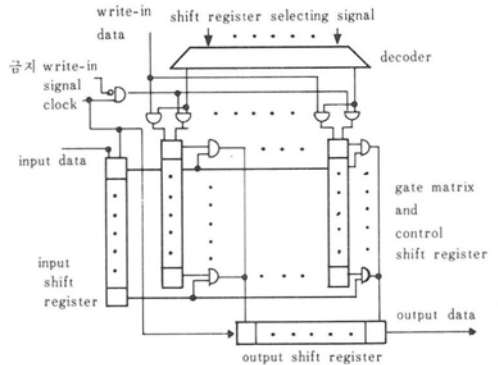 write-in
data
shift register selecting signal
decoder
금지 write-in
signal
clock
input data
gate matrix
and
control
shift register
input
shift
register
output data
output shift register